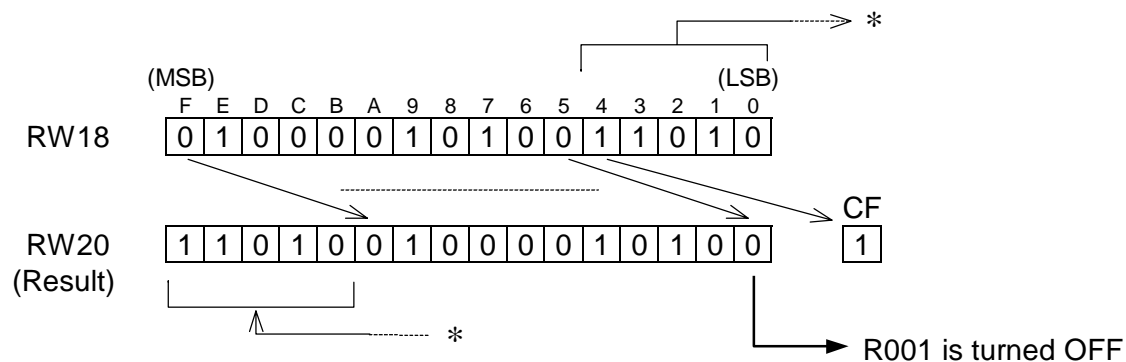 *
(MSB) (LSB)
F E D C B A 9 8 7 6 5 4 3 2 1 0
RW18 0 1 0 0 0 0 1 0 1 0 0 1 1 0 1 0
CF
RW20 1 1 0 1 0 0 1 0 0 0 0 1 0 1 0 0 1
(Result)
*
R001 is turned OFF